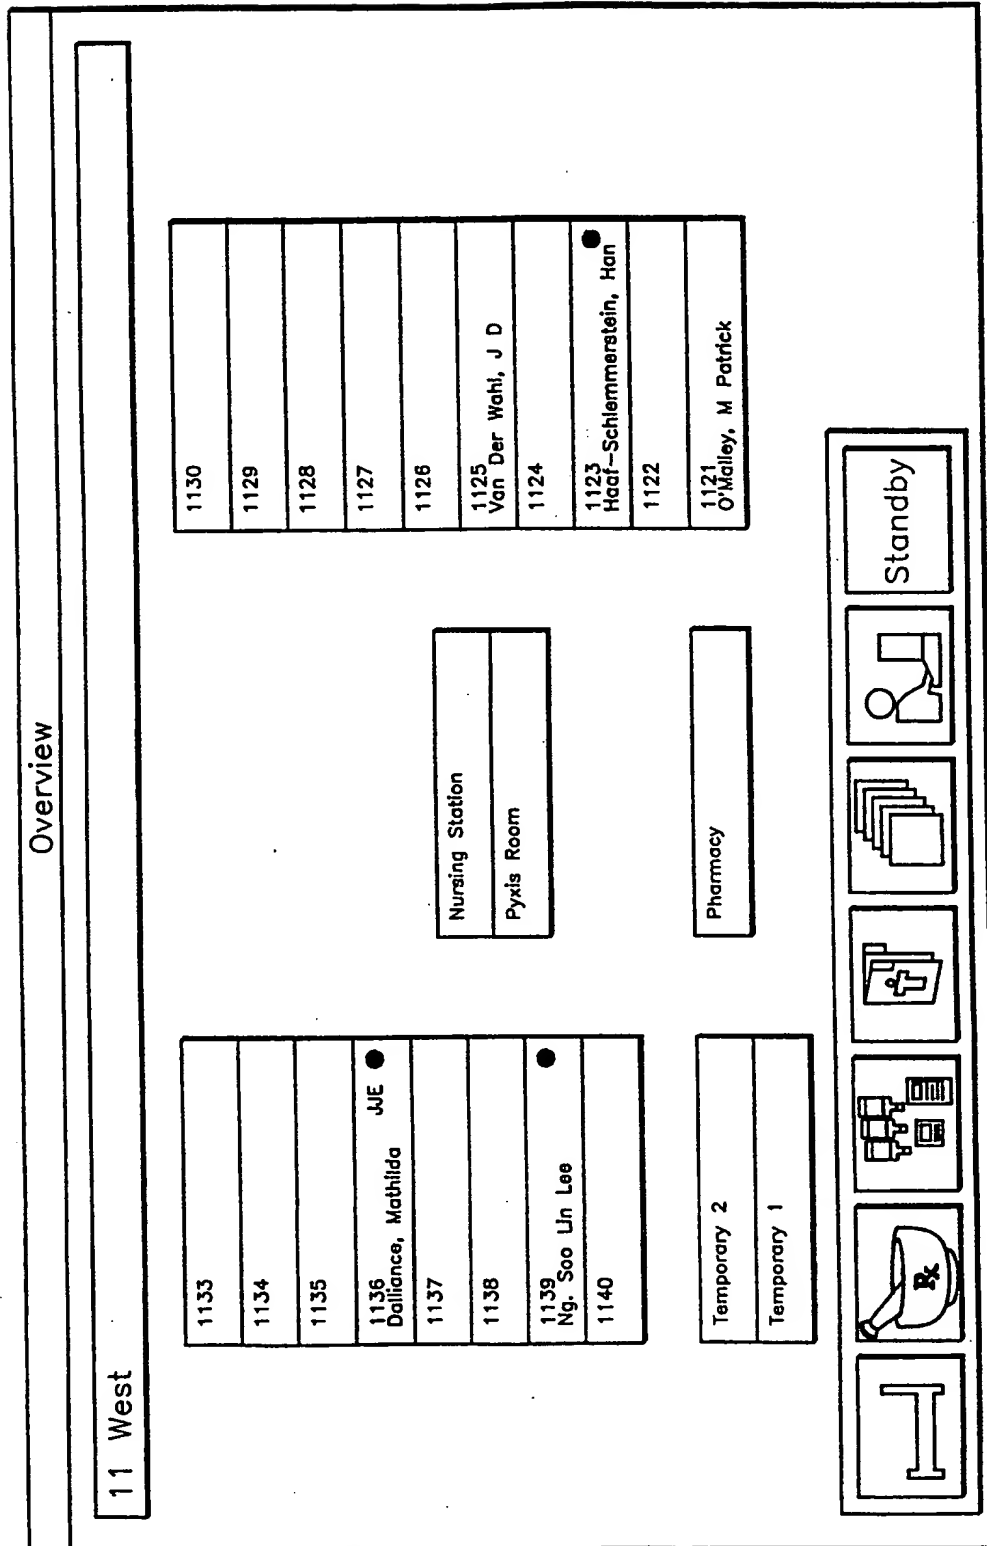 Overview
11 West
1133
1134
1135
1136 JJE
Dalliance, Mathilda
1137
1138
1139
Ng. Soo Un Lee
1140
Temporary 2
Temporary 1
Nursing Station
Pyxis Room
Pharmacy
1130
1129
1128
1127
1126
1125
Van Der Wahl, J D
1124
1123
Haaf-Schlemmerstein, Han
1122
1121
O'Malley, M Patrick
Rx
Standby